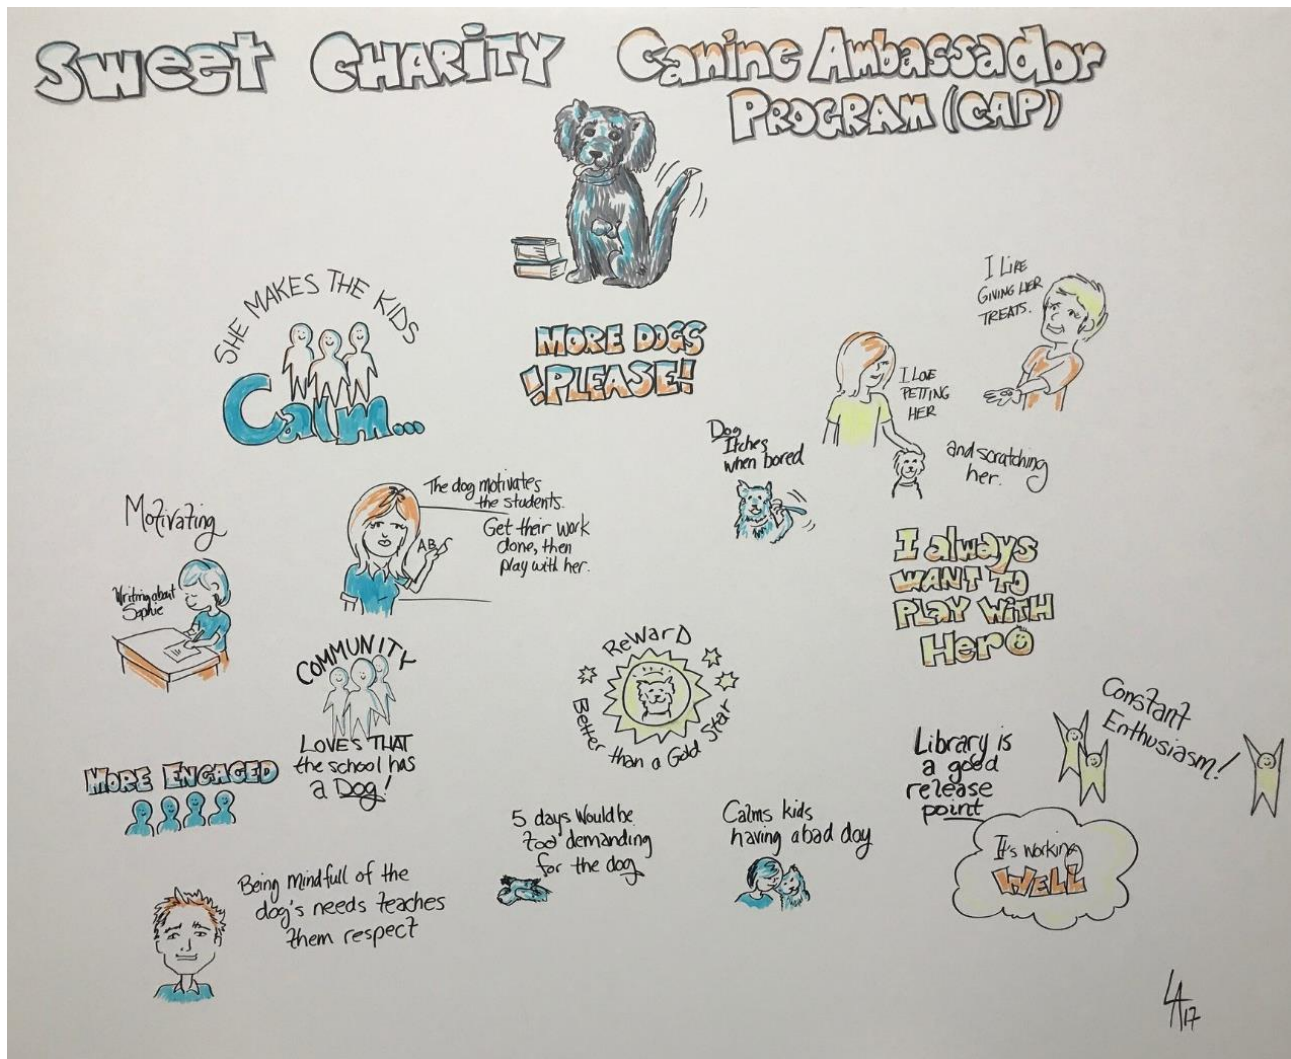 Sweet Charity
Canine Ambassador
Program (CAP)
She makes the kids
Calm...
More dogs
please!
I like
giving her
treats.
I love
petting
her
and scratching
her.
Dog
Itches
when bored
Motivating
Writing about
Sophie
The dog motivates
the students.
Get their work
done, then
play with her.
ABC
I always
want to
play with
Hero
Community
Loves that
the school has
a Dog!
Reward
Better than a Gold Star
Constant
Enthusiasm!
Library is
a good
release
point
It's working
Well
More Engaged
5 days would be
too demanding
for the dog
Calms kids
having a bad day
Being mindfull of the
dog's needs teaches
them respect
LA
17